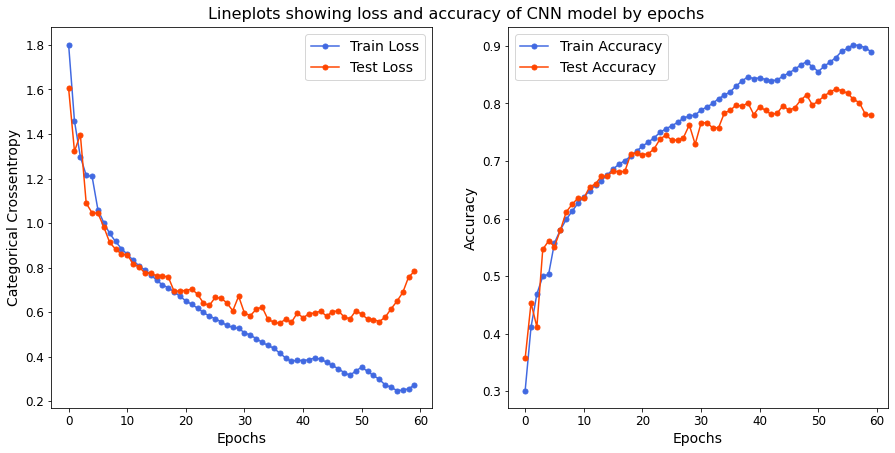 Lineplots showing loss and accuracy of CNN model by epochs
Train Loss
Test Loss
Categorical Crossentropy
1.8
1.6
1.4
1.2
1.0
0.8
0.6
0.4
0.2
0 10 20 30 40 50 60
Epochs
Train Accuracy
Test Accuracy
Accuracy
0.9
0.8
0.7
0.6
0.5
0.4
0.3
0 10 20 30 40 50 60
Epochs